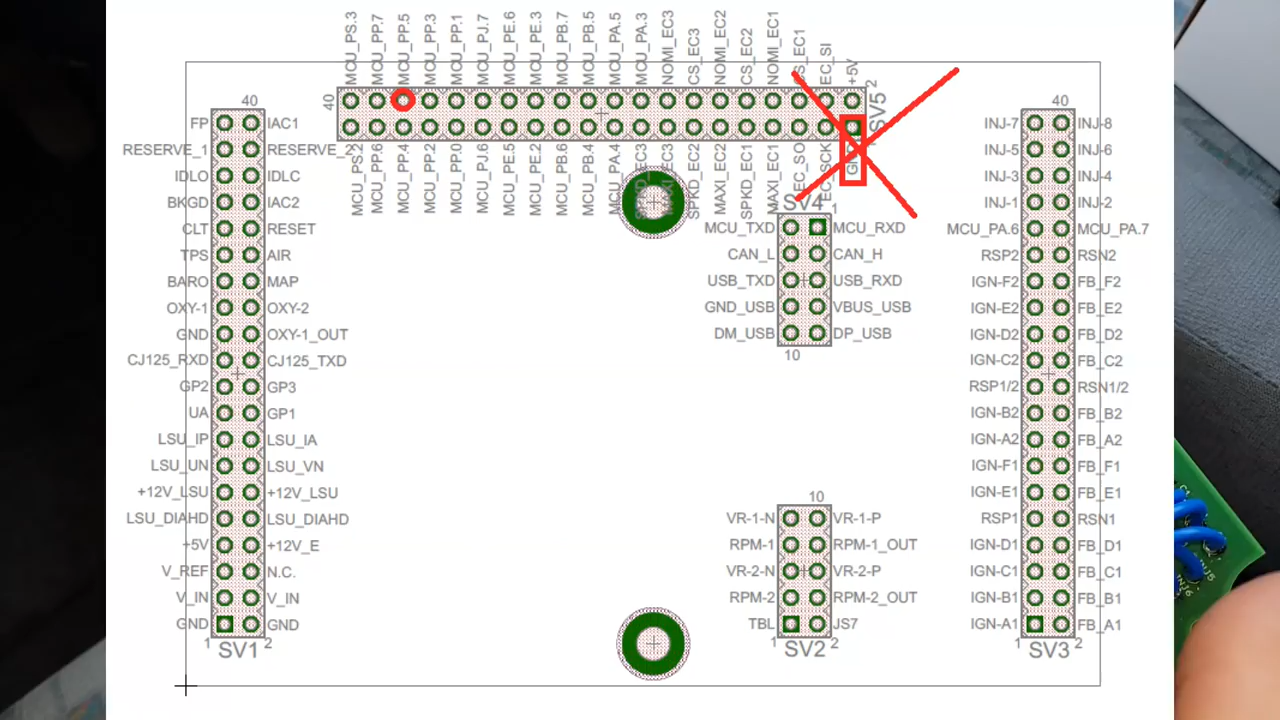 MCU_PS.3 MCU_PP.7 MCU_PP.5 MCU_PP.3 MCU_PP.1 MCU_PJ.7 MCU_PE.6 MCU_PE.3 MCU_PB.7 MCU_PB.5 MCU_PA.5 MCU_PA.3 NOMI_EC3 CS_EC3 NOMI_EC2 CS_EC2 NOMI_EC1 CS_EC1 EC_SI +5V
40 2
SV5
MCU_PS.2 MCU_PP.6 MCU_PP.4 MCU_PP.2 MCU_PP.0 MCU_PJ.6 MCU_PE.5 MCU_PE.2 MCU_PB.6 MCU_PB.4 MCU_PA.4 SPKD_EC3 MAXI_EC3 SPKD_EC2 MAXI_EC2 SPKD_EC1 MAXI_EC1 EC_SO EC_SCK
40
FP IAC1
RESERVE_1 RESERVE_2
IDLO IDLC
BKGD IAC2
CLT RESET
TPS AIR
BARO MAP
OXY-1 OXY-2
GND OXY-1_OUT
CJ125_RXD CJ125_TXD
GP2 GP3
UA GP1
LSU_IP LSU_IA
LSU_UN LSU_VN
+12V_LSU +12V_LSU
LSU_DIAHD LSU_DIAHD
+5V +12V_E
V_REF N.C.
V_IN V_IN
GND GND
1 SV1 2
SV4 1
MCU_TXD MCU_RXD
CAN_L CAN_H
USB_TXD USB_RXD
GND_USB VBUS_USB
DM_USB DP_USB
10
10
VR-1-N VR-1-P
RPM-1 RPM-1_OUT
VR-2-N VR-2-P
RPM-2 RPM-2_OUT
TBL JS7
1 SV2 2
40
INJ-7 INJ-8
INJ-5 INJ-6
INJ-3 INJ-4
INJ-1 INJ-2
MCU_PA.6 MCU_PA.7
RSP2 RSN2
IGN-F2 FB_F2
IGN-E2 FB_E2
IGN-D2 FB_D2
IGN-C2 FB_C2
RSP1/2 RSN1/2
IGN-B2 FB_B2
IGN-A2 FB_A2
IGN-F1 FB_F1
IGN-E1 FB_E1
RSP1 RSN1
IGN-D1 FB_D1
IGN-C1 FB_C1
IGN-B1 FB_B1
IGN-A1 FB_A1
1 SV3 2